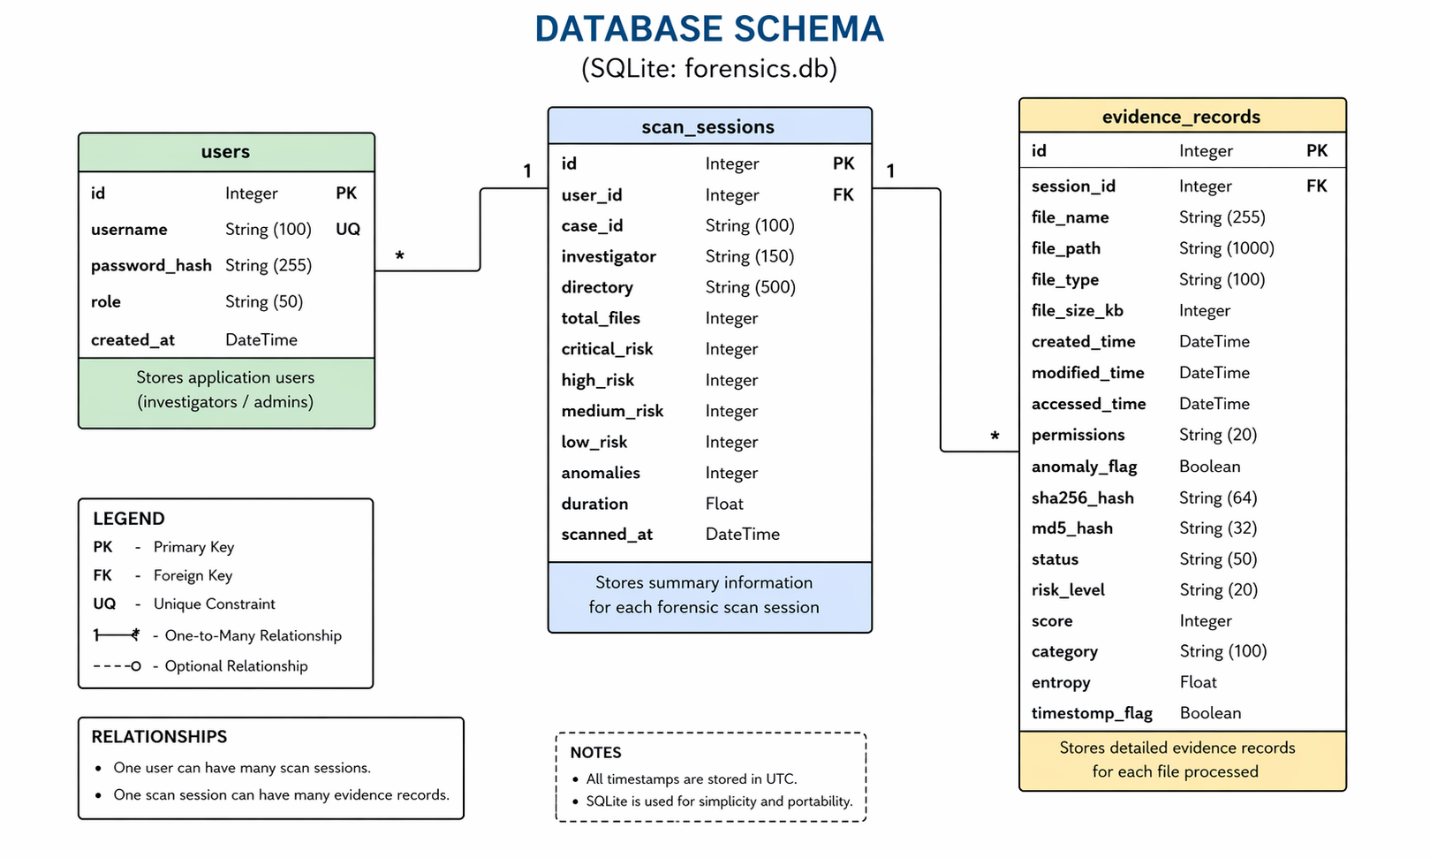 DATABASE SCHEMA
(SQLite: forensics.db)
users
id Integer PK
username String (100) UQ
password_hash String (255)
role String (50)
created_at DateTime
Stores application users
(investigators / admins)
* 1
scan_sessions
id Integer PK
user_id Integer FK
case_id String (100)
investigator String (150)
directory String (500)
total_files Integer
critical_risk Integer
high_risk Integer
medium_risk Integer
low_risk Integer
anomalies Integer
duration Float
scanned_at DateTime
Stores summary information
for each forensic scan session
1 *
evidence_records
id Integer PK
session_id Integer FK
file_name String (255)
file_path String (1000)
file_type String (100)
file_size_kb Integer
created_time DateTime
modified_time DateTime
accessed_time DateTime
permissions String (20)
anomaly_flag Boolean
sha256_hash String (64)
md5_hash String (32)
status String (50)
risk_level String (20)
score Integer
category String (100)
entropy Float
timestomp_flag Boolean
Stores detailed evidence records
for each file processed
LEGEND
PK - Primary Key
FK - Foreign Key
UQ - Unique Constraint
1 * - One-to-Many Relationship
- Optional Relationship
RELATIONSHIPS
• One user can have many scan sessions.
• One scan session can have many evidence records.
NOTES
• All timestamps are stored in UTC.
• SQLite is used for simplicity and portability.